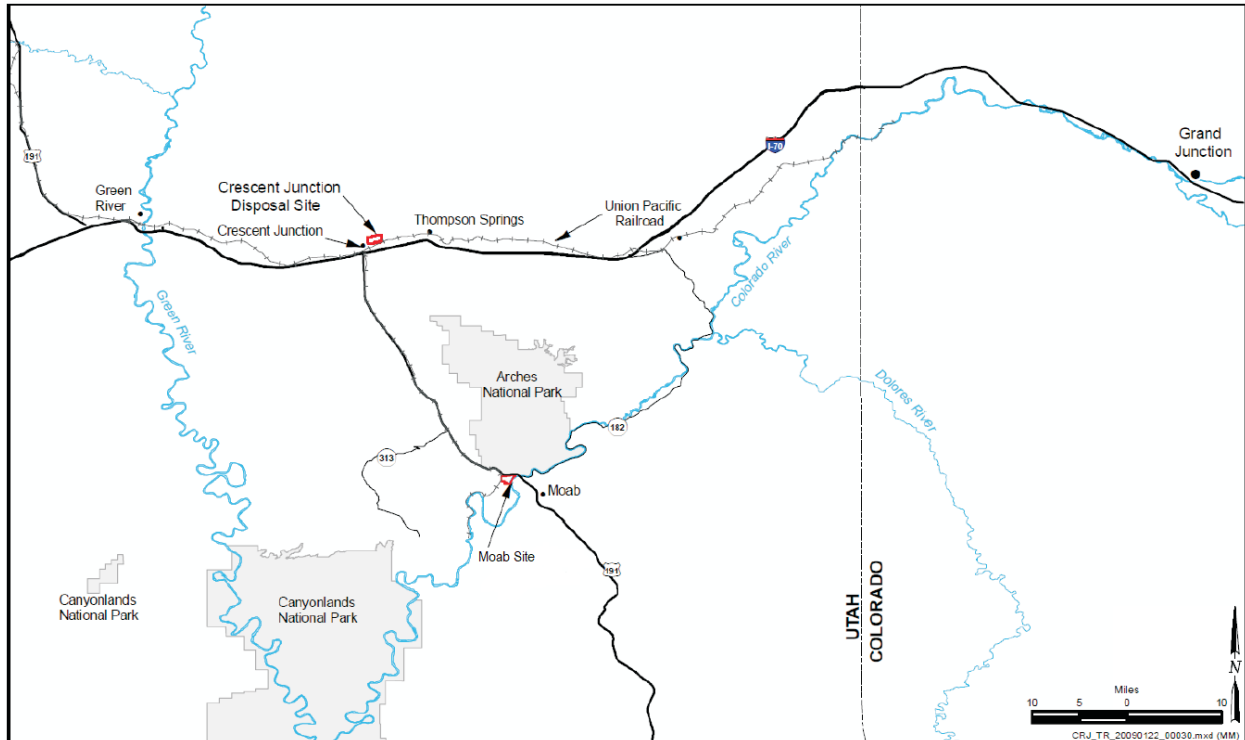 191
Green
River
Crescent Junction
Disposal Site
Crescent Junction
Thompson Springs
Union Pacific
Railroad
I-70
Grand
Junction
Colorado River
Green River
Dolores River
Arches
National Park
182
313
Moab
Moab Site
191
Canyonlands
National Park
Canyonlands
National Park
UTAH
COLORADO
N
Miles
10 5 0 10
CRJ_TR_20090122_00030.mxd (MM)